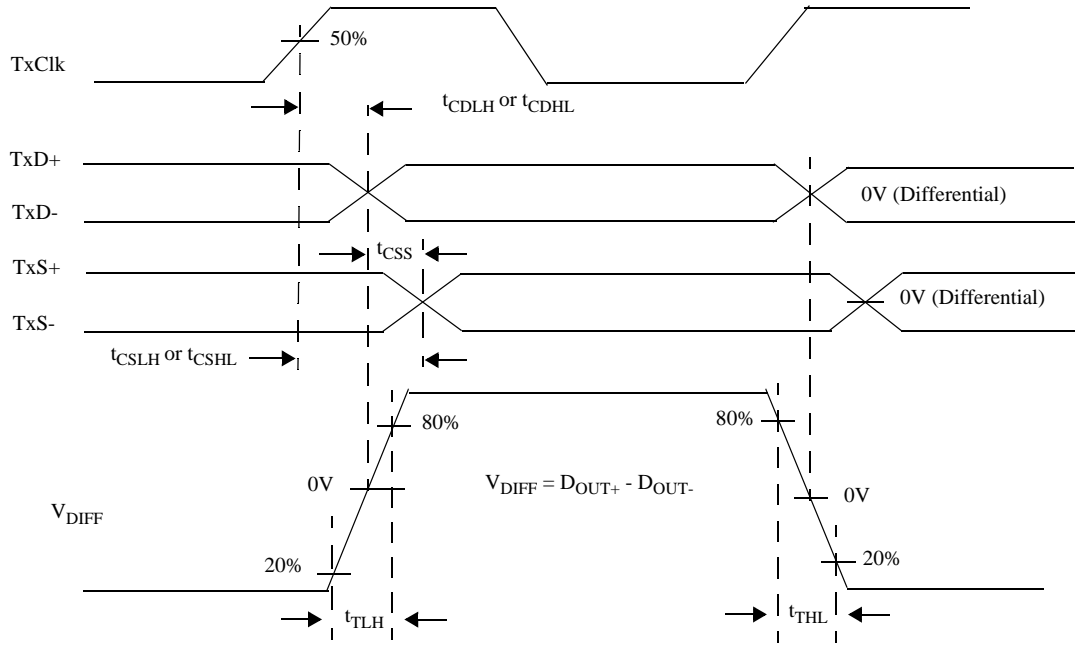 50%
TxClk
tCDLH or tCDHL
TxD+
TxD-
0V (Differential)
tCSS
TxS+
TxS-
0V (Differential)
tCSLH or tCSHL
80%
80%
0V
VDIFF = DOUT+ - DOUT-
0V
VDIFF
20%
20%
tTLH
tTHL